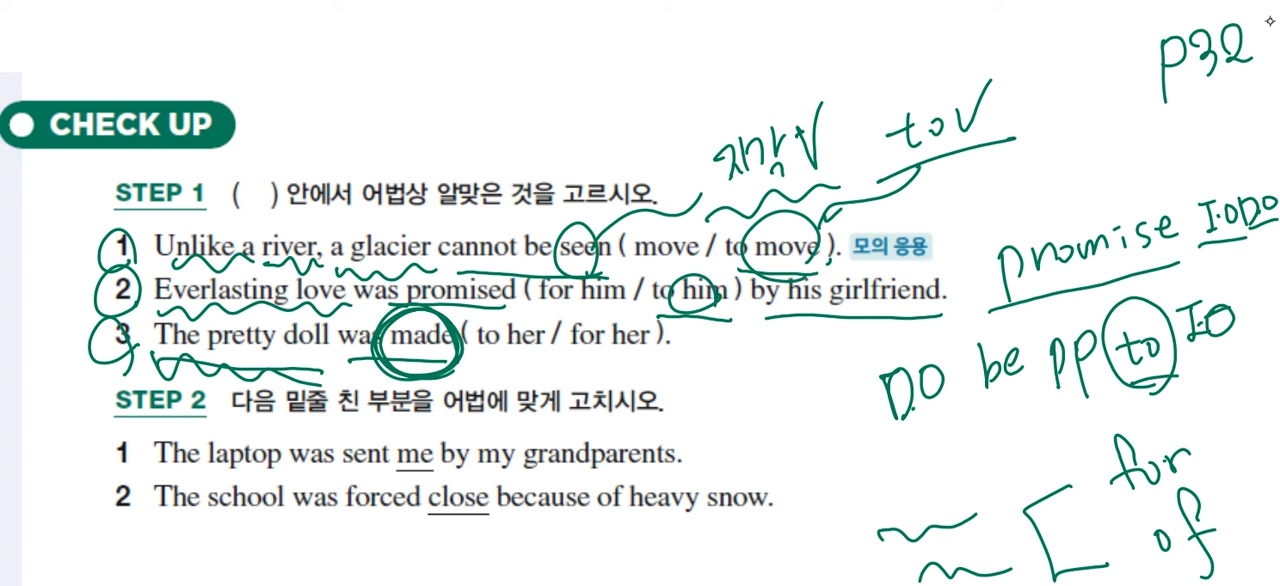 p32
CHECK UP
지각V toV
STEP 1 ( ) 안에서 어법상 알맞은 것을 고르시오.
1 Unlike a river, a glacier cannot be seen ( move / to move ). 모의 응용
promise I.O D.O
2 Everlasting love was promised ( for him / to him ) by his girlfriend.
3 The pretty doll was made ( to her / for her ).
D.O be pp to I.O
STEP 2 다음 밑줄 친 부분을 어법에 맞게 고치시오.
1 The laptop was sent me by my grandparents.
for
2 The school was forced close because of heavy snow.
of